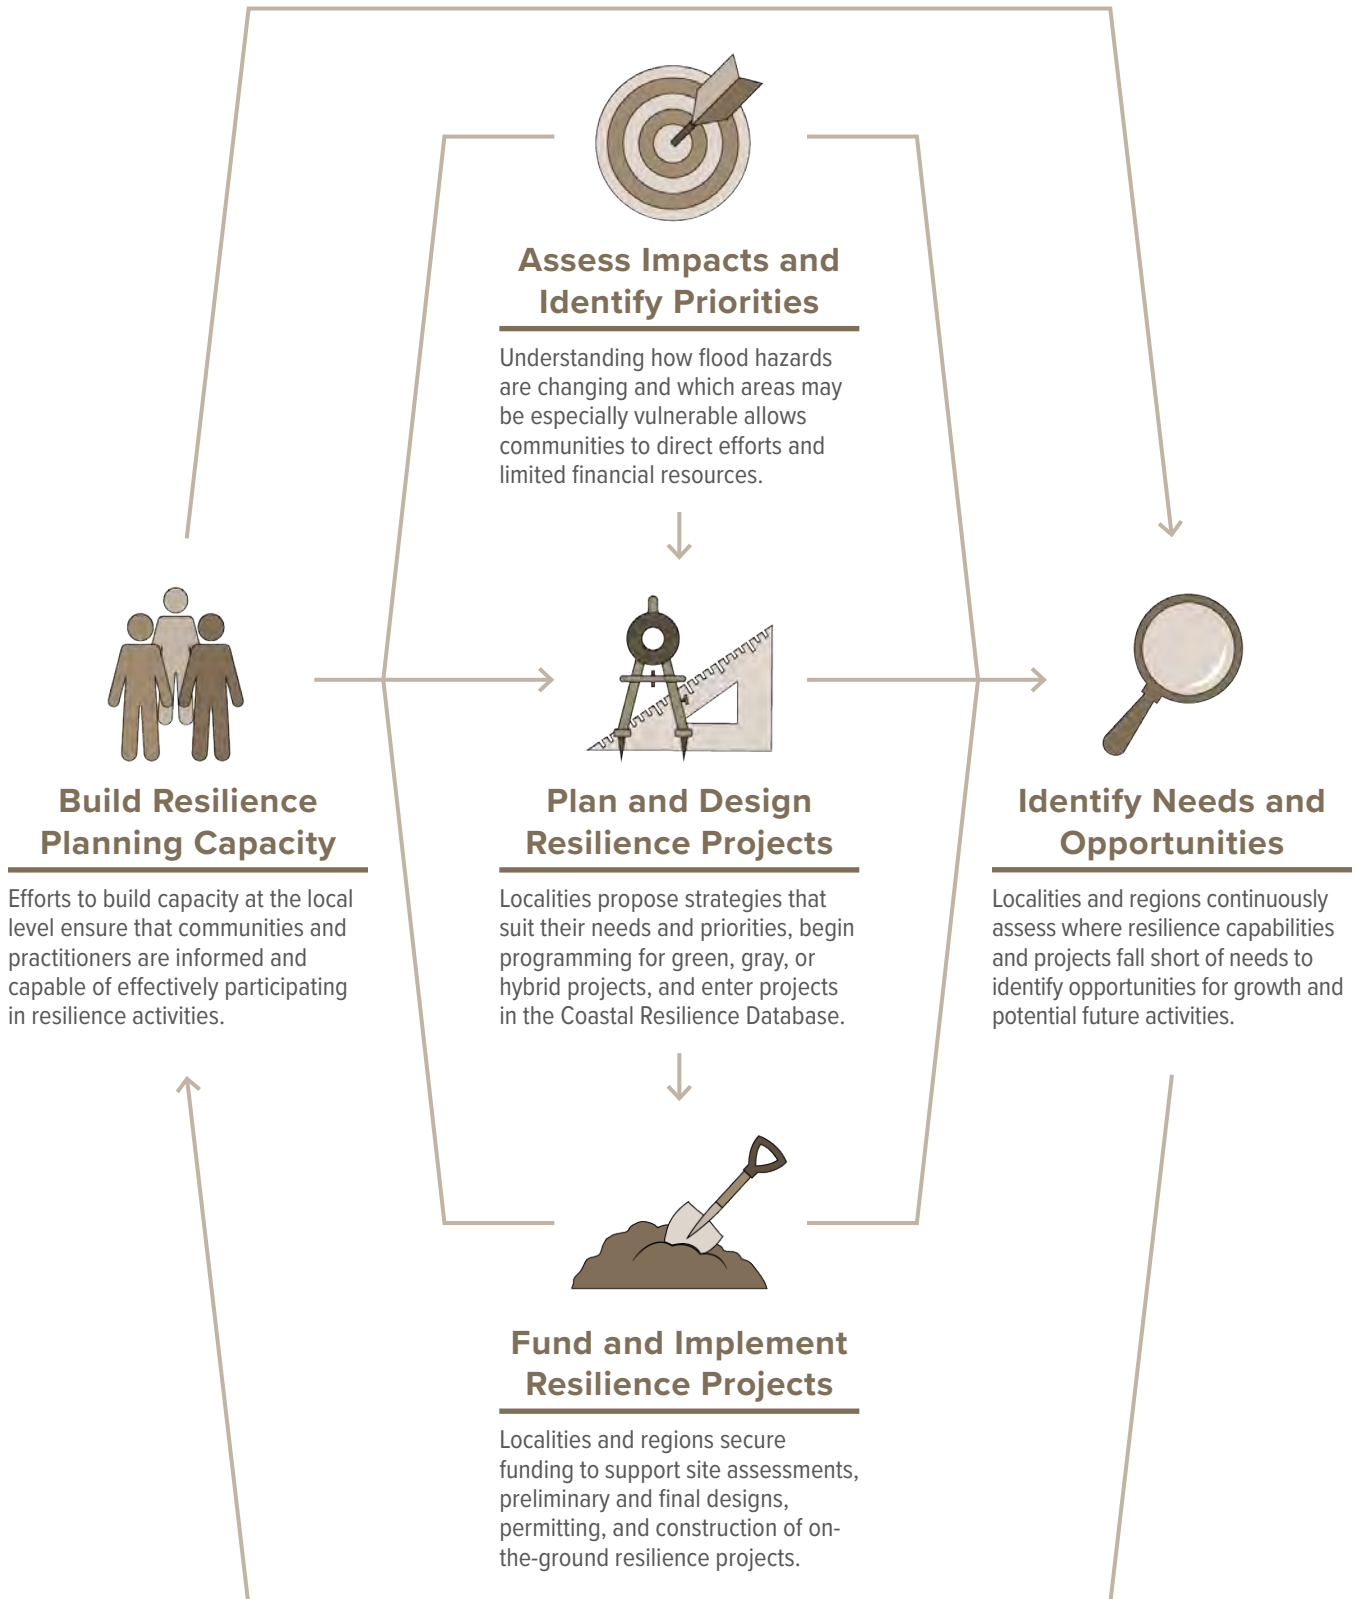 Assess Impacts and
Identify Priorities
Understanding how flood hazards
are changing and which areas may
be especially vulnerable allows
communities to direct efforts and
limited financial resources.
Build Resilience
Planning Capacity
Efforts to build capacity at the local
level ensure that communities and
practitioners are informed and
capable of effectively participating
in resilience activities.
Plan and Design
Resilience Projects
Localities propose strategies that
suit their needs and priorities, begin
programming for green, gray, or
hybrid projects, and enter projects
in the Coastal Resilience Database.
Identify Needs and
Opportunities
Localities and regions continuously
assess where resilience capabilities
and projects fall short of needs to
identify opportunities for growth and
potential future activities.
Fund and Implement
Resilience Projects
Localities and regions secure
funding to support site assessments,
preliminary and final designs,
permitting, and construction of on-
the-ground resilience projects.